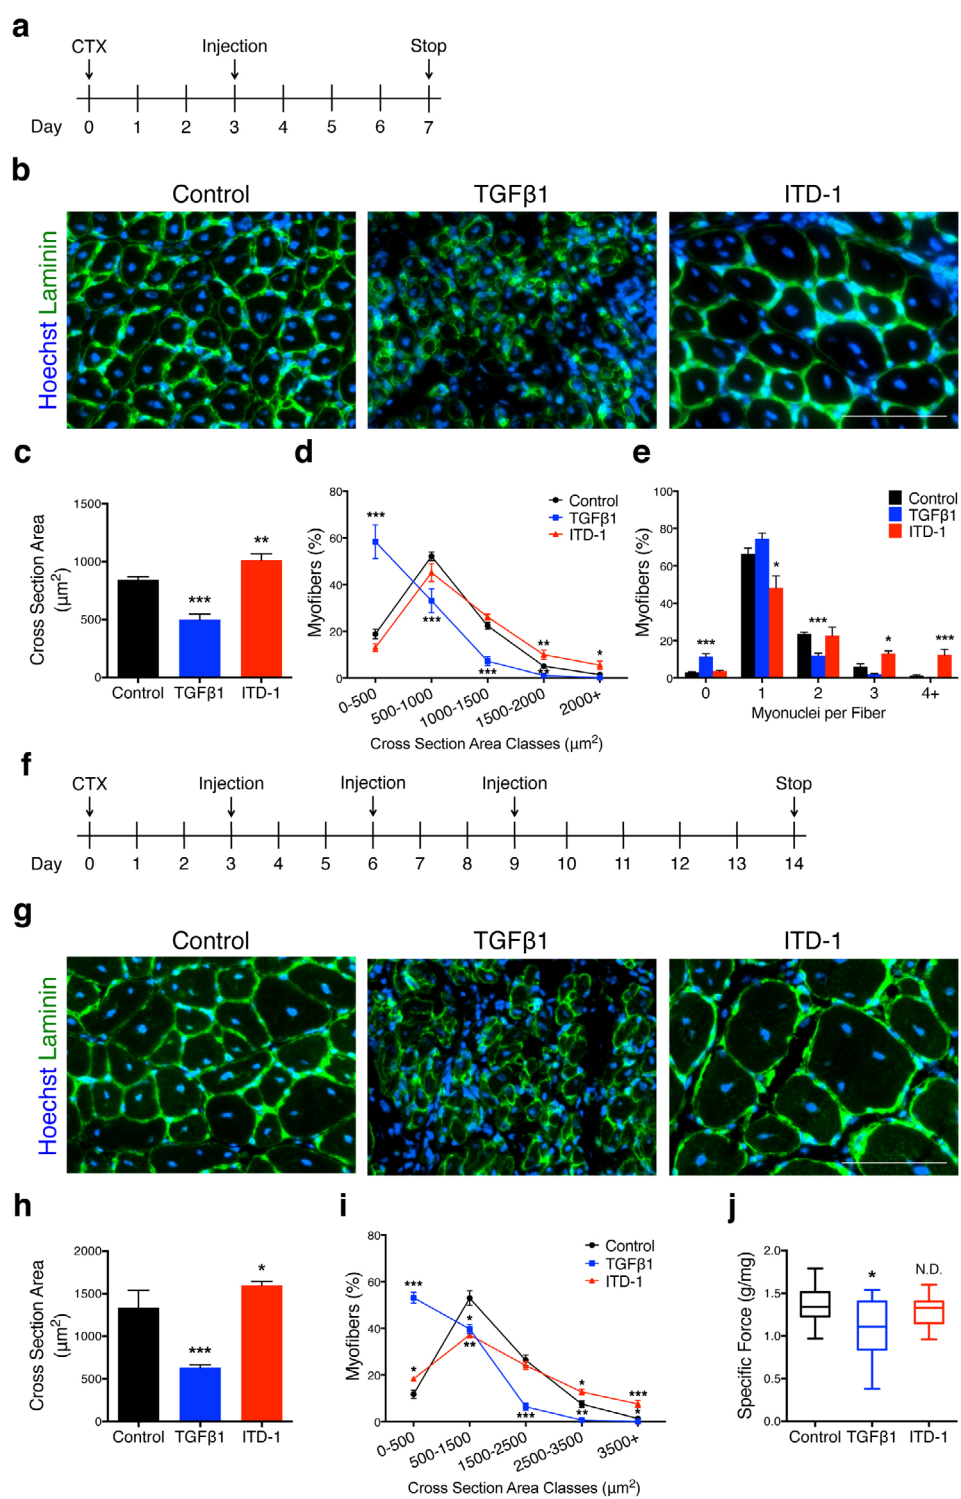 a
CTX Injection Stop
Day 0 1 2 3 4 5 6 7
b
Control TGFβ1 ITD-1
Hoechst Laminin
c
Cross Section Area
(μm²)
1500
1000
500
0
*** **
Control TGFβ1 ITD-1
d
Myofibers (%)
80
60
40
20
0
Control
TGFβ1
ITD-1
***
***
***
**
**
*
0-500 500-1000 1000-1500 1500-2000 2000+
Cross Section Area Classes (μm²)
e
Myofibers (%)
100
80
60
40
20
0
Control
TGFβ1
ITD-1
*** * *** * ***
0 1 2 3 4+
Myonuclei per Fiber
f
CTX Injection Injection Injection Stop
Day 0 1 2 3 4 5 6 7 8 9 10 11 12 13 14
g
Control TGFβ1 ITD-1
Hoechst Laminin
h
Cross Section Area
(μm²)
2000
1500
1000
500
0
*** *
Control TGFβ1 ITD-1
i
Myofibers (%)
80
60
40
20
0
Control
TGFβ1
ITD-1
***
*
*
**
***
*
**
***
*
0-500 500-1500 1500-2500 2500-3500 3500+
Cross Section Area Classes (μm²)
j
Specific Force (g/mg)
2.0
1.5
1.0
0.5
0.0
* N.D.
Control TGFβ1 ITD-1